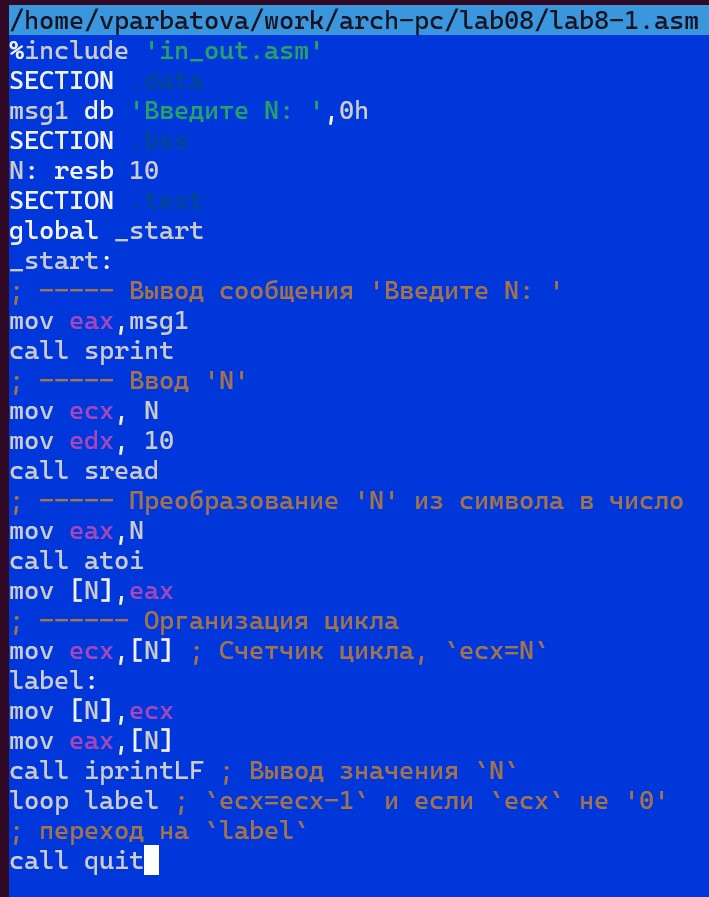 /home/vparbatova/work/arch-pc/lab08/lab8-1.asm
%include 'in_out.asm'
SECTION .data
msg1 db 'Введите N: ',0h
SECTION .bss
N: resb 10
SECTION .text
global _start
_start:
; ----- Вывод сообщения 'Введите N: '
mov eax,msg1
call sprint
; ----- Ввод 'N'
mov ecx, N
mov edx, 10
call sread
; ----- Преобразование 'N' из символа в число
mov eax,N
call atoi
mov [N],eax
; ------ Организация цикла
mov ecx,[N] ; Счетчик цикла, `ecx=N`
label:
mov [N],ecx
mov eax,[N]
call iprintLF ; Вывод значения `N`
loop label ; `ecx=ecx-1` и если `ecx` не '0'
; переход на `label`
call quit